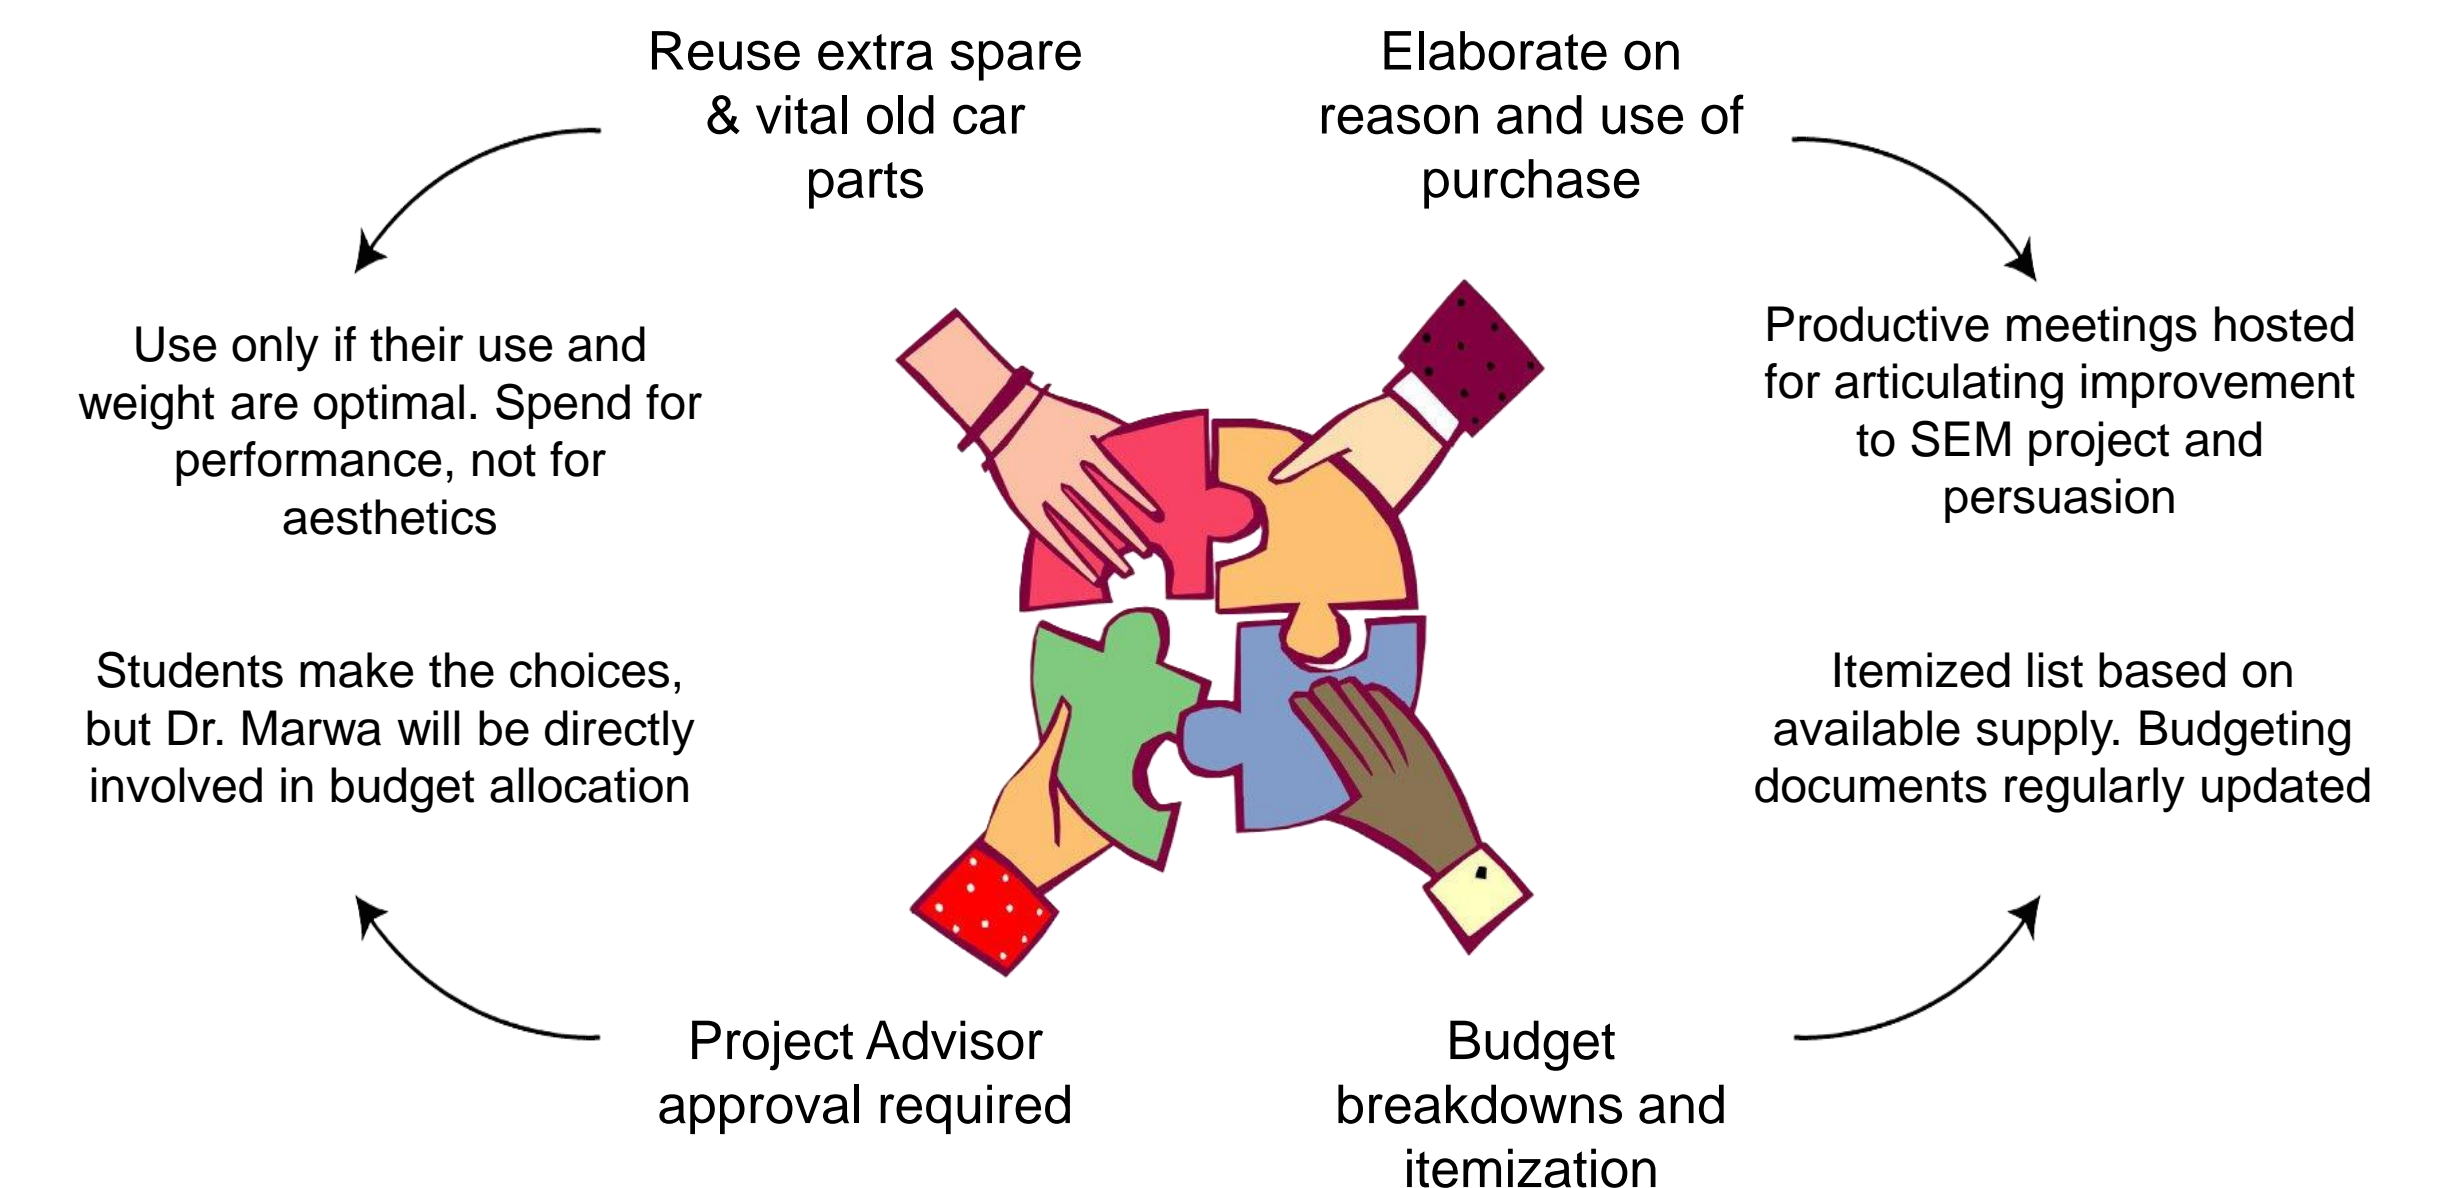 Reuse extra spare
& vital old car
parts
Use only if their use and
weight are optimal. Spend for
performance, not for
aesthetics
Elaborate on
reason and use of
purchase
Productive meetings hosted
for articulating improvement
to SEM project and
persuasion
Students make the choices,
but Dr. Marwa will be directly
involved in budget allocation
Project Advisor
approval required
Itemized list based on
available supply. Budgeting
documents regularly updated
Budget
breakdowns and
itemization